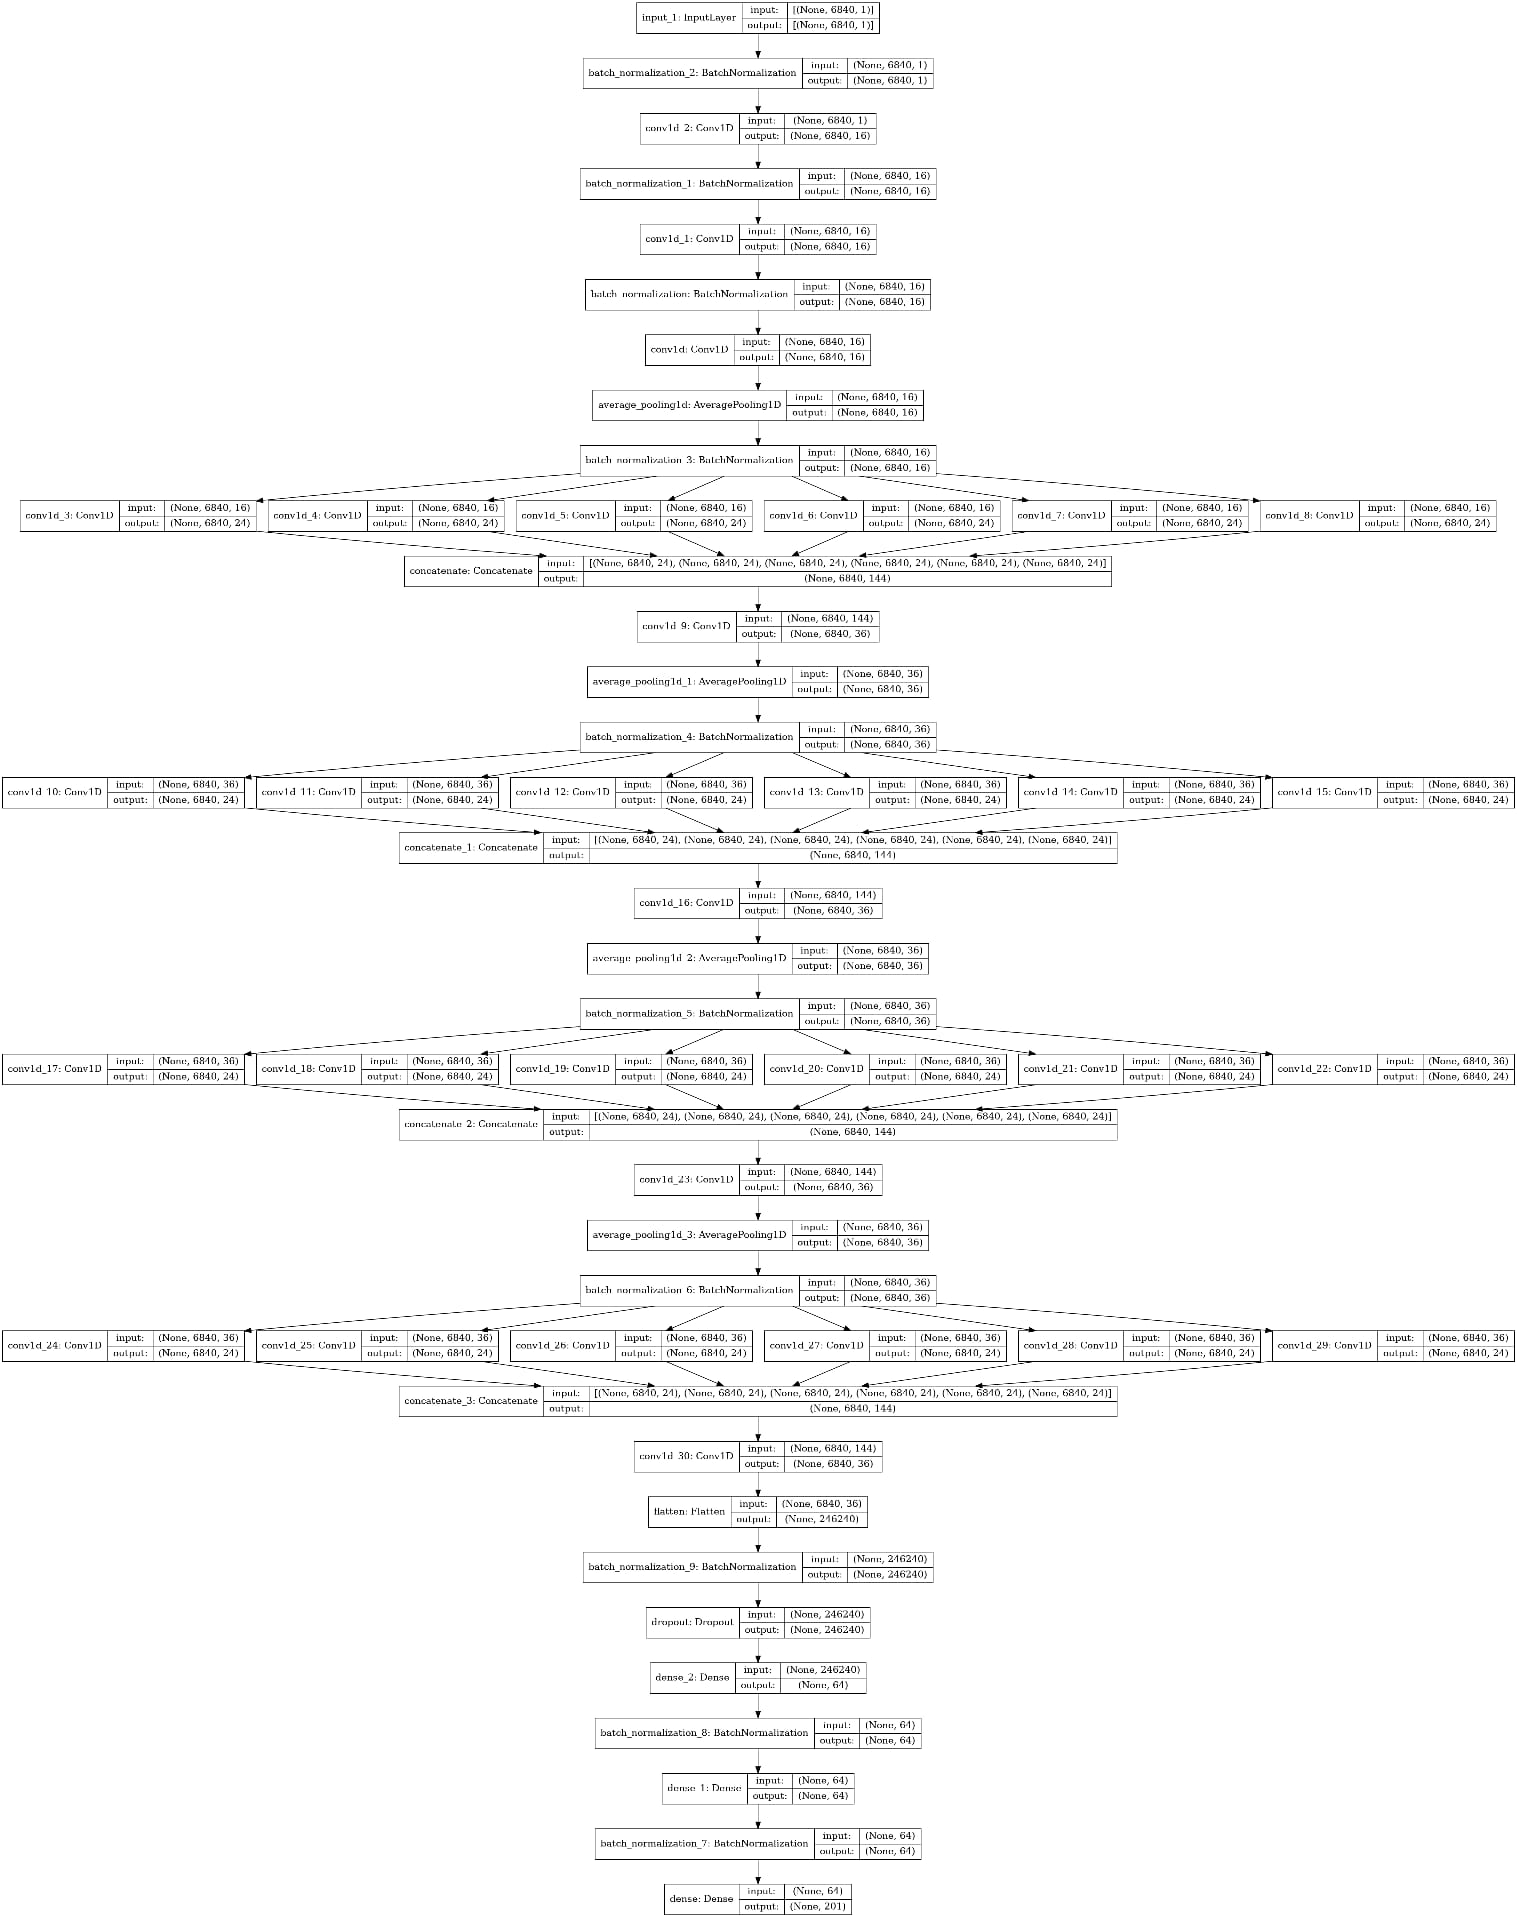 input_1: InputLayer input: [(None, 6840, 1)]
output: [(None, 6840, 1)]
batch_normalization_2: BatchNormalization input: (None, 6840, 1)
output: (None, 6840, 1)
conv1d_2: Conv1D input: (None, 6840, 1)
output: (None, 6840, 16)
batch_normalization_1: BatchNormalization input: (None, 6840, 16)
output: (None, 6840, 16)
conv1d_1: Conv1D input: (None, 6840, 16)
output: (None, 6840, 16)
batch_normalization: BatchNormalization input: (None, 6840, 16)
output: (None, 6840, 16)
conv1d: Conv1D input: (None, 6840, 16)
output: (None, 6840, 16)
average_pooling1d: AveragePooling1D input: (None, 6840, 16)
output: (None, 6840, 16)
batch_normalization_3: BatchNormalization input: (None, 6840, 16)
output: (None, 6840, 16)
conv1d_3: Conv1D input: (None, 6840, 16)
output: (None, 6840, 24)
conv1d_4: Conv1D input: (None, 6840, 16)
output: (None, 6840, 24)
conv1d_5: Conv1D input: (None, 6840, 16)
output: (None, 6840, 24)
conv1d_6: Conv1D input: (None, 6840, 16)
output: (None, 6840, 24)
conv1d_7: Conv1D input: (None, 6840, 16)
output: (None, 6840, 24)
conv1d_8: Conv1D input: (None, 6840, 16)
output: (None, 6840, 24)
concatenate: Concatenate input: [(None, 6840, 24), (None, 6840, 24), (None, 6840, 24), (None, 6840, 24), (None, 6840, 24), (None, 6840, 24)]
output: (None, 6840, 144)
conv1d_9: Conv1D input: (None, 6840, 144)
output: (None, 6840, 36)
average_pooling1d_1: AveragePooling1D input: (None, 6840, 36)
output: (None, 6840, 36)
batch_normalization_4: BatchNormalization input: (None, 6840, 36)
output: (None, 6840, 36)
conv1d_10: Conv1D input: (None, 6840, 36)
output: (None, 6840, 24)
conv1d_11: Conv1D input: (None, 6840, 36)
output: (None, 6840, 24)
conv1d_12: Conv1D input: (None, 6840, 36)
output: (None, 6840, 24)
conv1d_13: Conv1D input: (None, 6840, 36)
output: (None, 6840, 24)
conv1d_14: Conv1D input: (None, 6840, 36)
output: (None, 6840, 24)
conv1d_15: Conv1D input: (None, 6840, 36)
output: (None, 6840, 24)
concatenate_1: Concatenate input: [(None, 6840, 24), (None, 6840, 24), (None, 6840, 24), (None, 6840, 24), (None, 6840, 24), (None, 6840, 24)]
output: (None, 6840, 144)
conv1d_16: Conv1D input: (None, 6840, 144)
output: (None, 6840, 36)
average_pooling1d_2: AveragePooling1D input: (None, 6840, 36)
output: (None, 6840, 36)
batch_normalization_5: BatchNormalization input: (None, 6840, 36)
output: (None, 6840, 36)
conv1d_17: Conv1D input: (None, 6840, 36)
output: (None, 6840, 24)
conv1d_18: Conv1D input: (None, 6840, 36)
output: (None, 6840, 24)
conv1d_19: Conv1D input: (None, 6840, 36)
output: (None, 6840, 24)
conv1d_20: Conv1D input: (None, 6840, 36)
output: (None, 6840, 24)
conv1d_21: Conv1D input: (None, 6840, 36)
output: (None, 6840, 24)
conv1d_22: Conv1D input: (None, 6840, 36)
output: (None, 6840, 24)
concatenate_2: Concatenate input: [(None, 6840, 24), (None, 6840, 24), (None, 6840, 24), (None, 6840, 24), (None, 6840, 24), (None, 6840, 24)]
output: (None, 6840, 144)
conv1d_23: Conv1D input: (None, 6840, 144)
output: (None, 6840, 36)
average_pooling1d_3: AveragePooling1D input: (None, 6840, 36)
output: (None, 6840, 36)
batch_normalization_6: BatchNormalization input: (None, 6840, 36)
output: (None, 6840, 36)
conv1d_24: Conv1D input: (None, 6840, 36)
output: (None, 6840, 24)
conv1d_25: Conv1D input: (None, 6840, 36)
output: (None, 6840, 24)
conv1d_26: Conv1D input: (None, 6840, 36)
output: (None, 6840, 24)
conv1d_27: Conv1D input: (None, 6840, 36)
output: (None, 6840, 24)
conv1d_28: Conv1D input: (None, 6840, 36)
output: (None, 6840, 24)
conv1d_29: Conv1D input: (None, 6840, 36)
output: (None, 6840, 24)
concatenate_3: Concatenate input: [(None, 6840, 24), (None, 6840, 24), (None, 6840, 24), (None, 6840, 24), (None, 6840, 24), (None, 6840, 24)]
output: (None, 6840, 144)
conv1d_30: Conv1D input: (None, 6840, 144)
output: (None, 6840, 36)
flatten: Flatten input: (None, 6840, 36)
output: (None, 246240)
batch_normalization_9: BatchNormalization input: (None, 246240)
output: (None, 246240)
dropout: Dropout input: (None, 246240)
output: (None, 246240)
dense_2: Dense input: (None, 246240)
output: (None, 64)
batch_normalization_8: BatchNormalization input: (None, 64)
output: (None, 64)
dense_1: Dense input: (None, 64)
output: (None, 64)
batch_normalization_7: BatchNormalization input: (None, 64)
output: (None, 64)
dense: Dense input: (None, 64)
output: (None, 201)